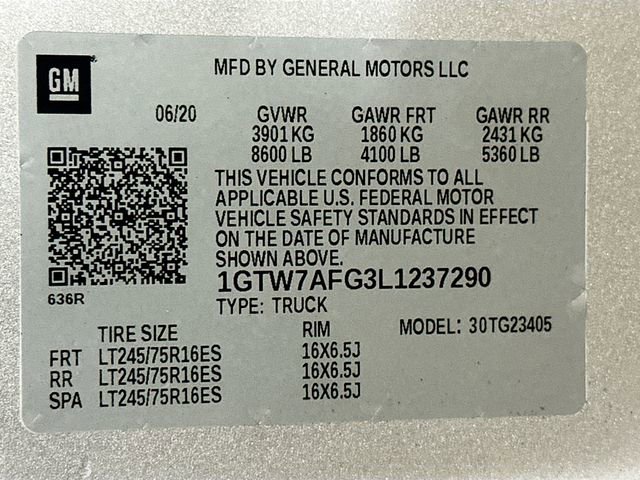 GM
MFD BY GENERAL MOTORS LLC
06/20 GVWR GAWR FRT GAWR RR
3901 KG 1860 KG 2431 KG
8600 LB 4100 LB 5360 LB
THIS VEHICLE CONFORMS TO ALL
APPLICABLE U.S. FEDERAL MOTOR
VEHICLE SAFETY STANDARDS IN EFFECT
ON THE DATE OF MANUFACTURE
SHOWN ABOVE.
636R
1GTW7AFG3L1237290
TYPE: TRUCK
TIRE SIZE RIM MODEL: 30TG23405
FRT LT245/75R16ES 16X6.5J
RR LT245/75R16ES 16X6.5J
SPA LT245/75R16ES 16X6.5J